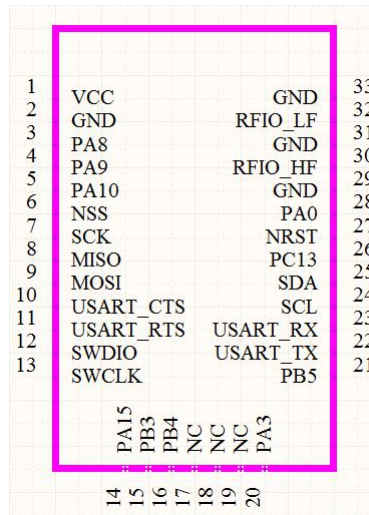 1 VCC GND 33
2 GND RFIO_LF 32
3 PA8 GND 31
4 PA9 RFIO_HF 30
5 PA10 GND 29
6 NSS PA0 28
7 SCK NRST 27
8 MISO PC13 26
9 MOSI SDA 25
10 USART_CTS SCL 24
11 USART_RTS USART_RX 23
12 SWDIO USART_TX 22
13 SWCLK PB5 21
PA15 PB3 PB4 NC NC NC PA3
14 15 16 17 18 19 20